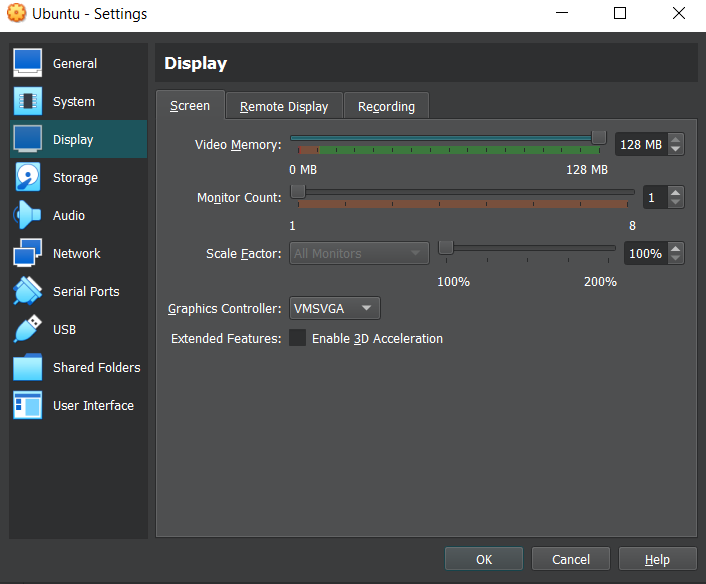 Ubuntu - Settings
General
System
Display
Storage
Audio
Network
Serial Ports
USB
Shared Folders
User Interface
Display
Screen Remote Display Recording
Video Memory: 128 MB
0 MB 128 MB
Monitor Count: 1
1 8
Scale Factor: All Monitors 100%
100% 200%
Graphics Controller: VMSVGA
Extended Features: Enable 3D Acceleration
OK Cancel Help